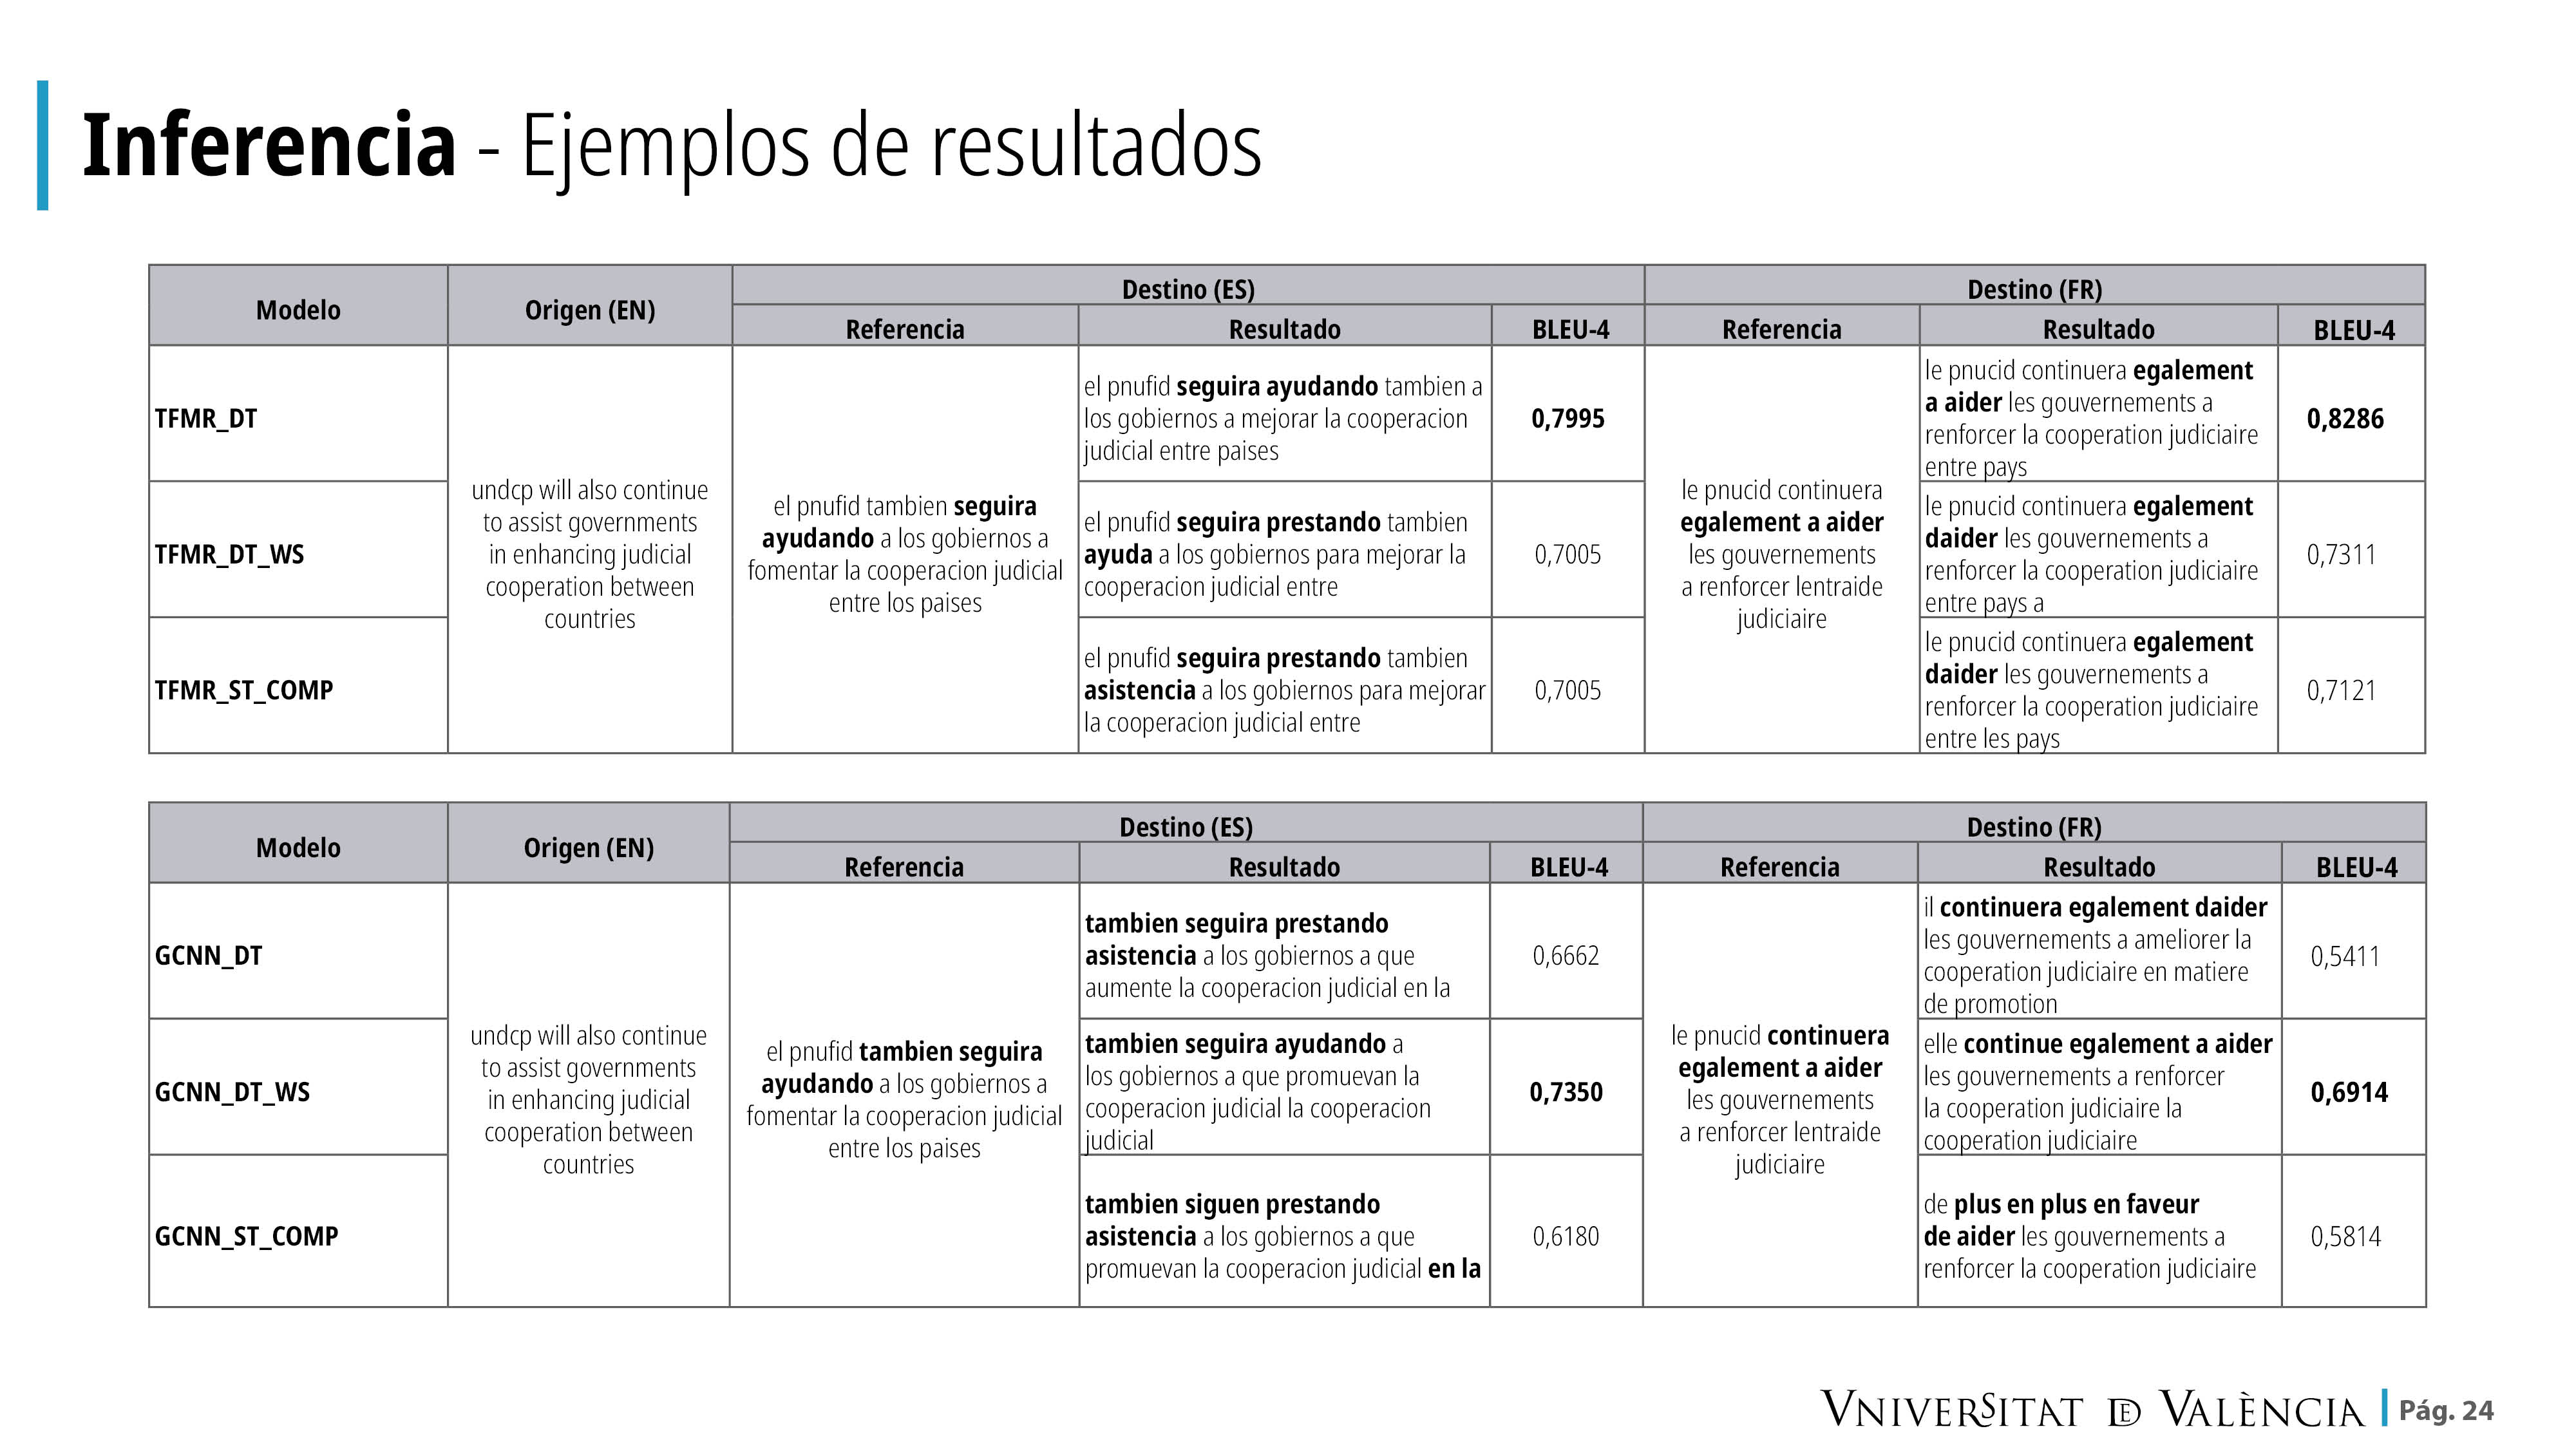 Inferencia - Ejemplos de resultados
Modelo
Origen (EN)
Destino (ES)
Destino (FR)
Referencia
Resultado
BLEU-4
Referencia
Resultado
BLEU-4
TFMR_DT
undcp will also continue
to assist governments
in enhancing judicial
cooperation between
countries
el pnufid tambien seguira
ayudando a los gobiernos a
fomentar la cooperacion judicial
entre los paises
el pnufid seguira ayudando tambien a
los gobiernos a mejorar la cooperacion
judicial entre paises
0,7995
le pnucid continuera
egalement a aider
les gouvernements
a renforcer lentraide
judiciaire
le pnucid continuera egalement
a aider les gouvernements a
renforcer la cooperation judiciaire
entre pays
0,8286
TFMR_DT_WS
el pnufid seguira prestando tambien
ayuda a los gobiernos para mejorar la
cooperacion judicial entre
0,7005
le pnucid continuera egalement
daider les gouvernements a
renforcer la cooperation judiciaire
entre pays a
0,7311
TFMR_ST_COMP
el pnufid seguira prestando tambien
asistencia a los gobiernos para mejorar
la cooperacion judicial entre
0,7005
le pnucid continuera egalement
daider les gouvernements a
renforcer la cooperation judiciaire
entre les pays
0,7121
Modelo
Origen (EN)
Destino (ES)
Destino (FR)
Referencia
Resultado
BLEU-4
Referencia
Resultado
BLEU-4
GCNN_DT
undcp will also continue
to assist governments
in enhancing judicial
cooperation between
countries
el pnufid tambien seguira
ayudando a los gobiernos a
fomentar la cooperacion judicial
entre los paises
tambien seguira prestando
asistencia a los gobiernos a que
aumente la cooperacion judicial en la
0,6662
le pnucid continuera
egalement a aider
les gouvernements
a renforcer lentraide
judiciaire
il continuera egalement daider
les gouvernements a ameliorer la
cooperation judiciaire en matiere
de promotion
0,5411
GCNN_DT_WS
tambien seguira ayudando a
los gobiernos a que promuevan la
cooperacion judicial la cooperacion
judicial
0,7350
elle continue egalement a aider
les gouvernements a renforcer
la cooperation judiciaire la
cooperation judiciaire
0,6914
GCNN_ST_COMP
tambien siguen prestando
asistencia a los gobiernos a que
promuevan la cooperacion judicial en la
0,6180
de plus en plus en faveur
de aider les gouvernements a
renforcer la cooperation judiciaire
0,5814
VNIVERSITAT DE VALÈNCIA
Pág. 24